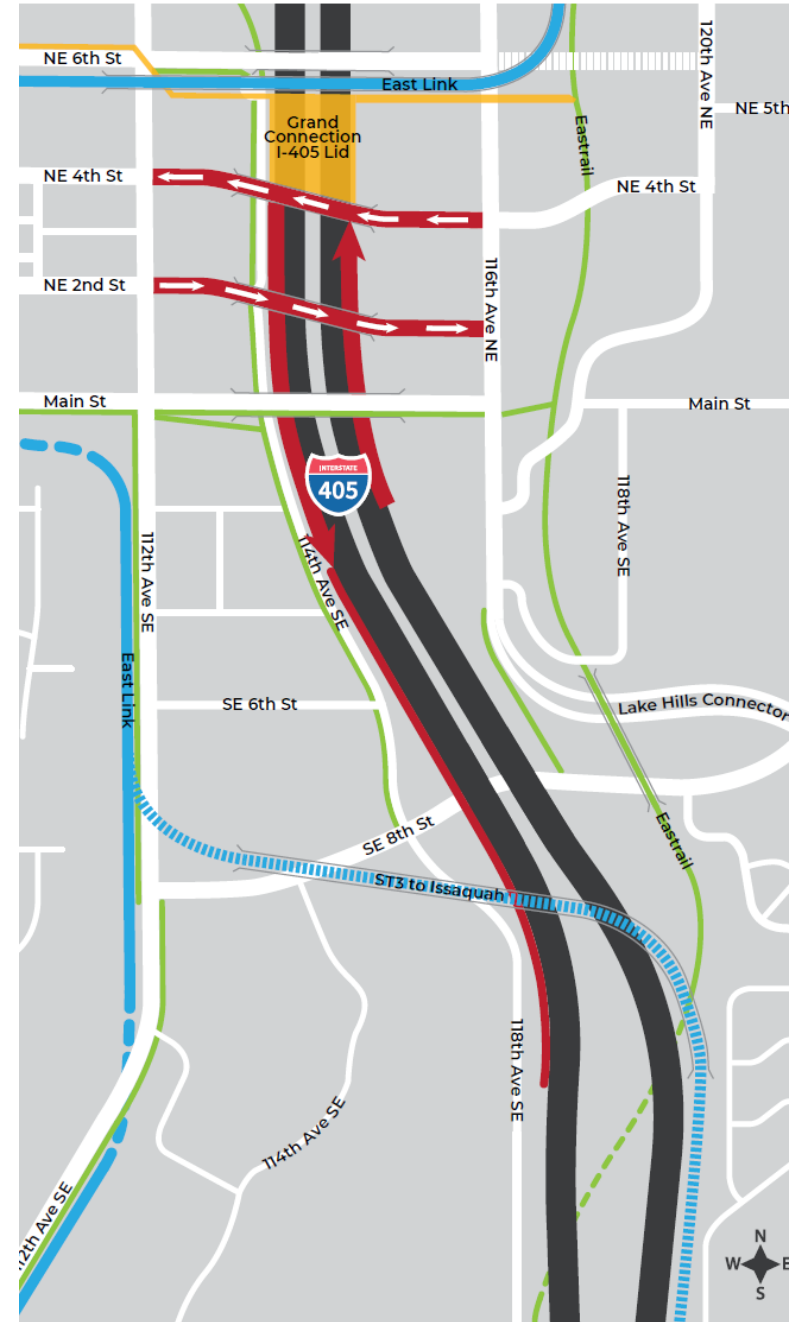 NE 6th St
East Link
120th Ave NE
NE 5th
Grand
Connection
I-405 Lid
Eastrail
NE 4th St
NE 4th St
NE 2nd St
116th Ave NE
Main St
Main St
INTERSTATE
405
118th Ave SE
112th Ave SE
114th Ave SE
East Link
SE 6th St
Lake Hills Connector
SE 8th St
Eastrail
ST3 to Issaquah
118th Ave SE
114th Ave SE
12th Ave SE
N
W
E
S